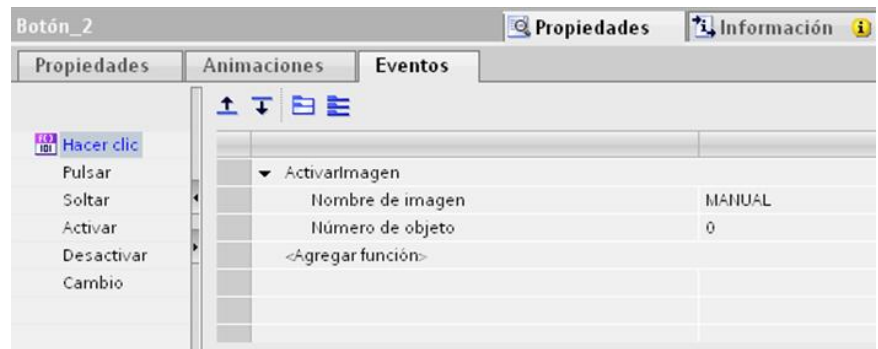 Botón_2 Propiedades Información
Propiedades Animaciones Eventos
Hacer clic
Pulsar
Soltar
Activar
Desactivar
Cambio
ActivarImagen
Nombre de imagen MANUAL
Número de objeto 0
<Agregar función>